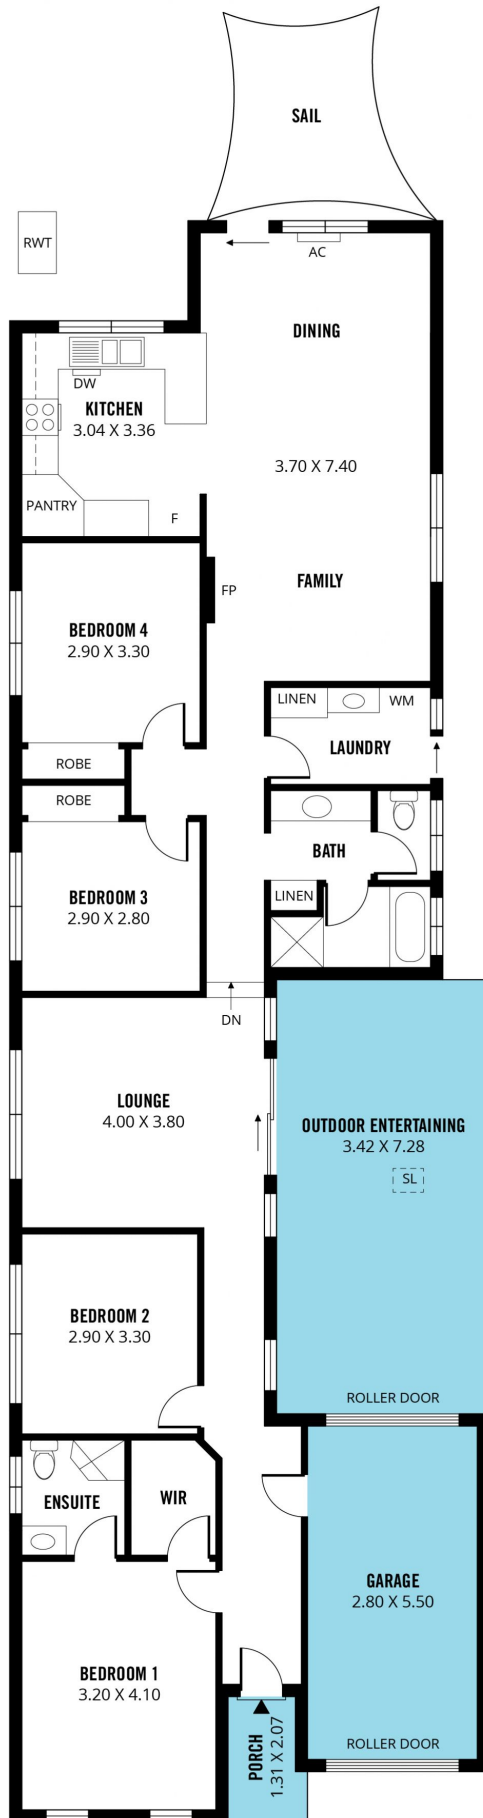 SAIL
RWT
AC
DINING
DW
KITCHEN
3.04 X 3.36
3.70 X 7.40
PANTRY
F
FAMILY
FP
BEDROOM 4
2.90 X 3.30
LINEN
WM
LAUNDRY
ROBE
ROBE
BATH
BEDROOM 3
2.90 X 2.80
LINEN
DN
LOUNGE
4.00 X 3.80
OUTDOOR ENTERTAINING
3.42 X 7.28
SL
BEDROOM 2
2.90 X 3.30
ROLLER DOOR
ENSUITE
WIR
GARAGE
2.80 X 5.50
BEDROOM 1
3.20 X 4.10
PORCH
1.31 X 2.07
ROLLER DOOR